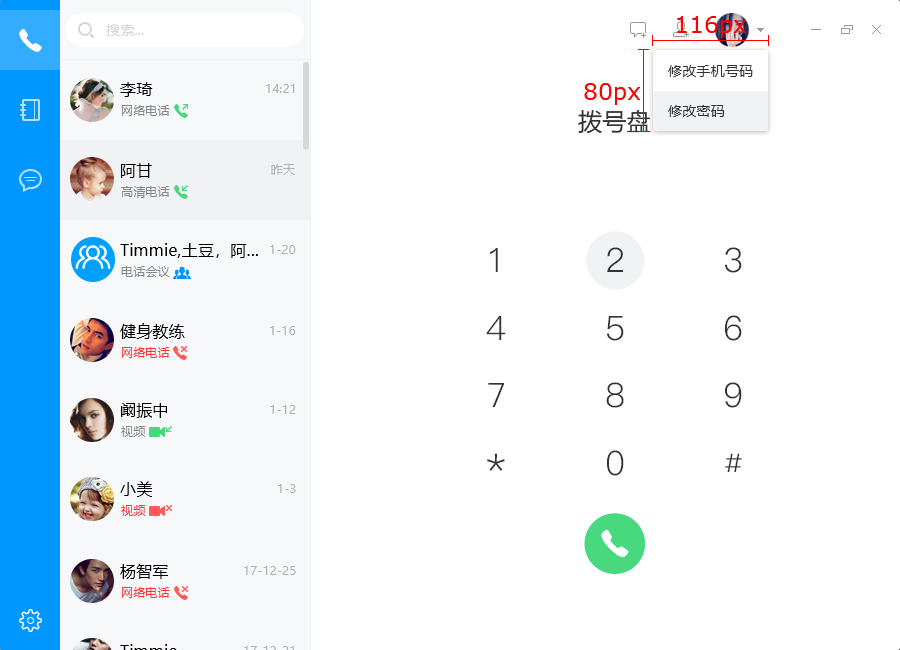 搜索...
李琦 14:21
网络电话
阿甘 昨天
高清电话
Timmie,土豆，阿... 1-20
电话会议
健身教练 1-16
网络电话
阚振中 1-12
视频
小美 1-3
视频
杨智军 17-12-25
网络电话
Timmie 17-12-21
116px
修改手机号码
80px
修改密码
拨号盘
1 2 3
4 5 6
7 8 9
* 0 #